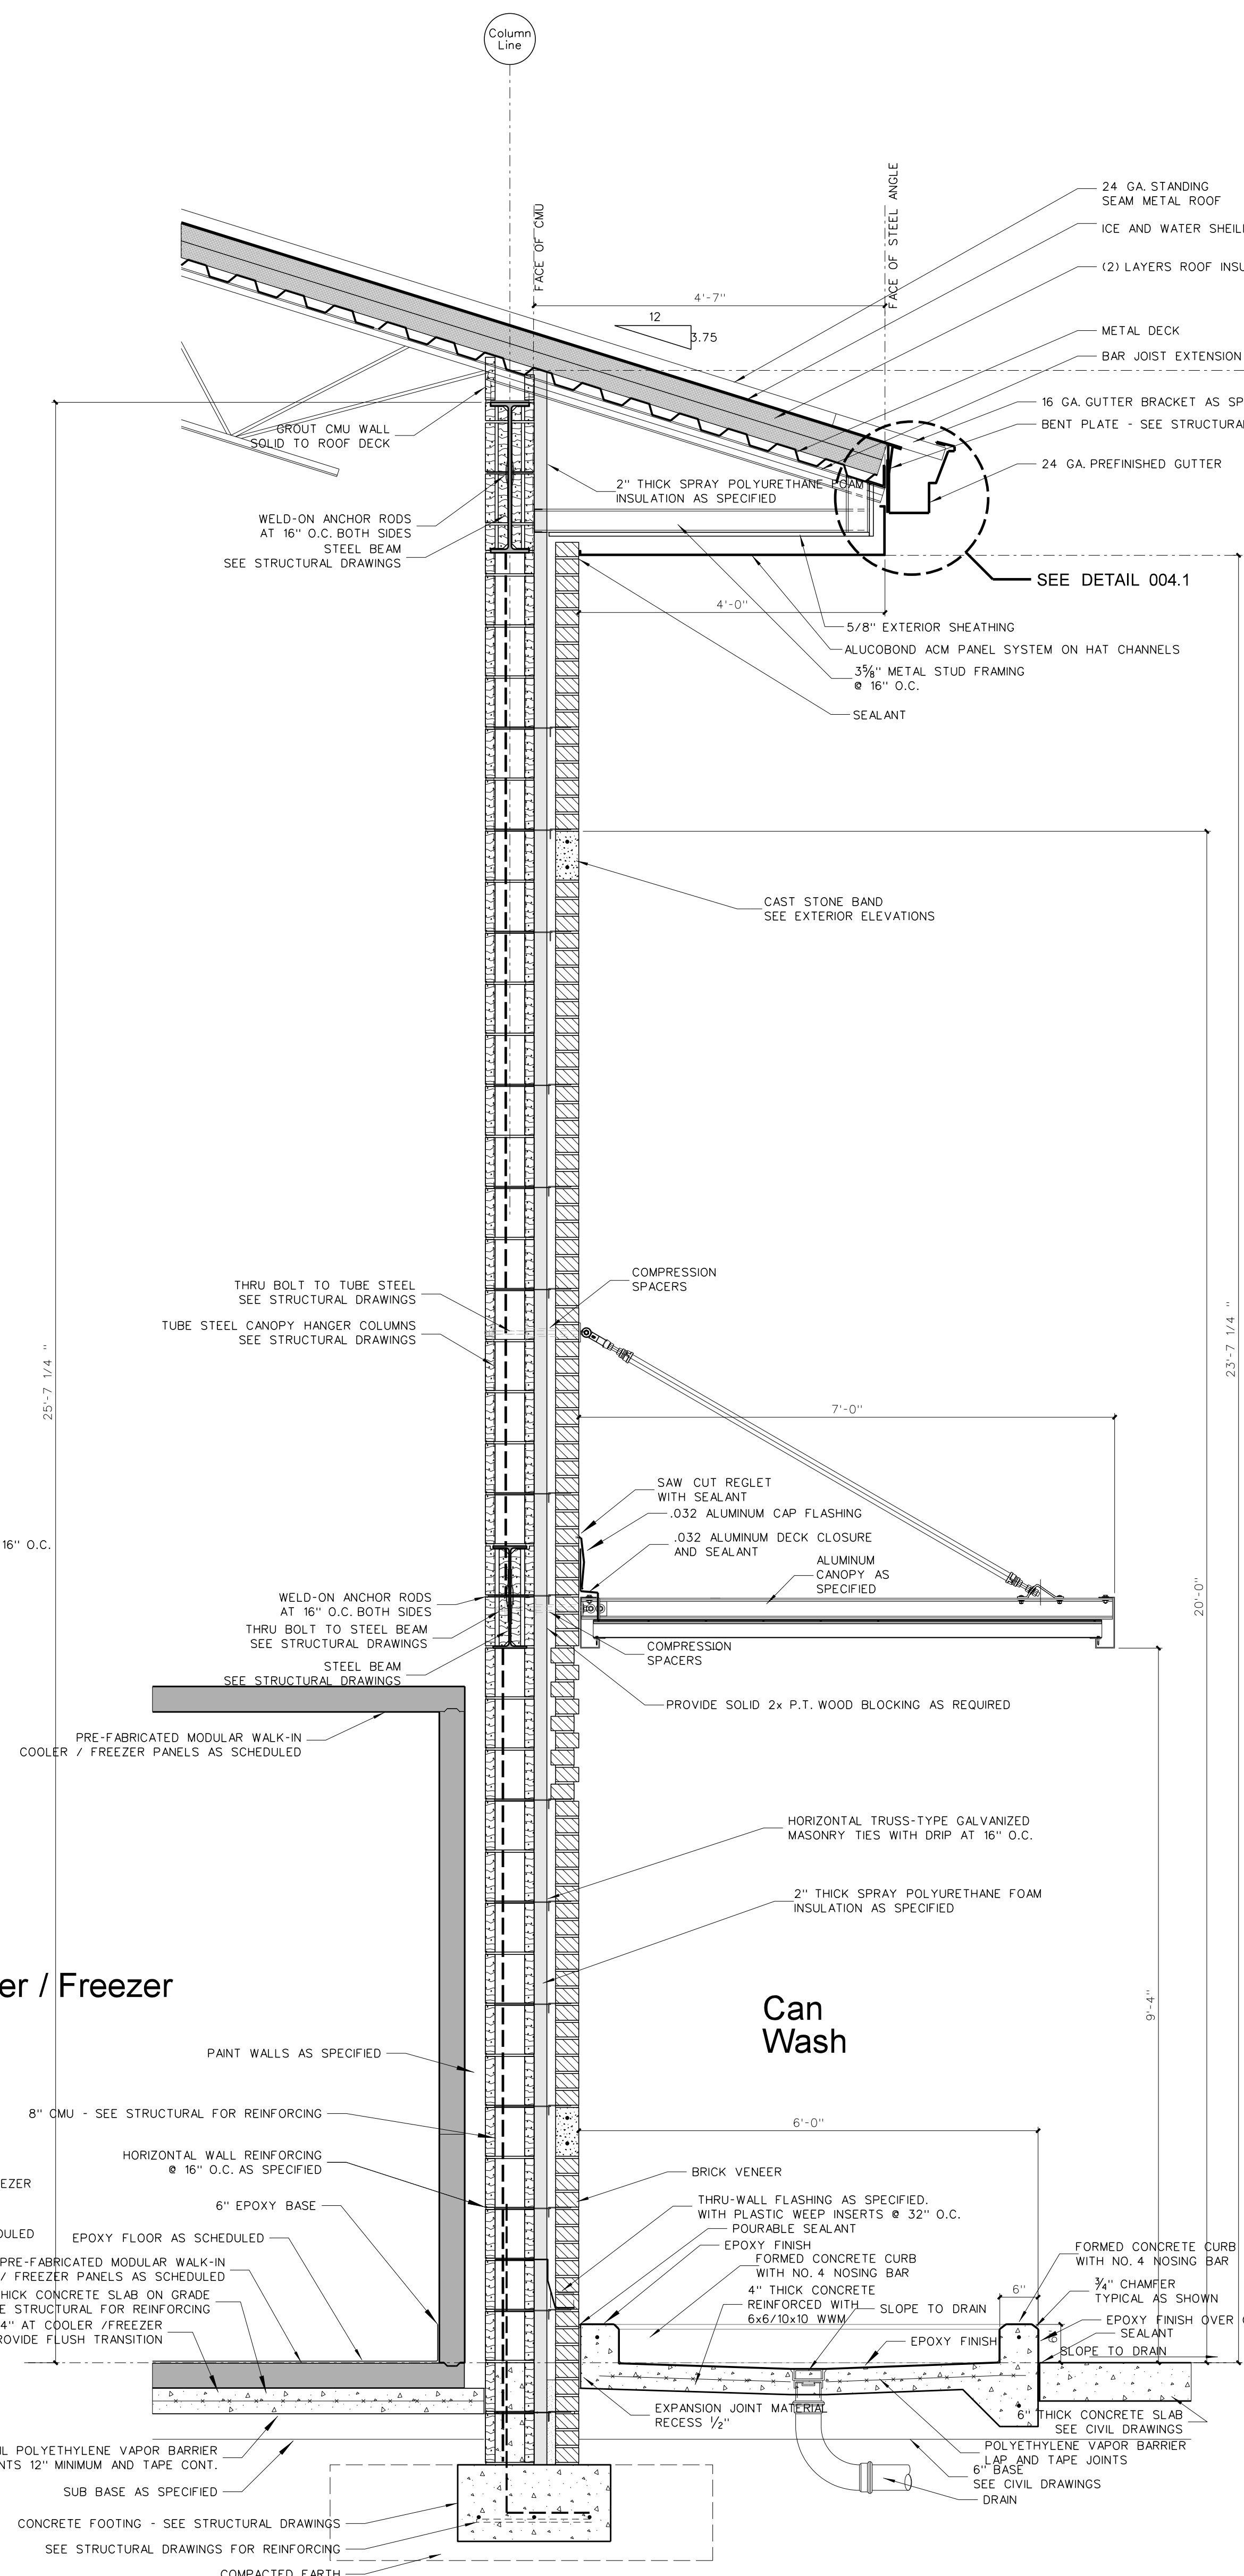 Column
Line
FACE OF CMU
FACE OF STEEL ANGLE
24 GA. STANDING
SEAM METAL ROOF
ICE AND WATER SHEIL
(2) LAYERS ROOF INSU
4'-7"
12
3.75
METAL DECK
BAR JOIST EXTENSION
16 GA. GUTTER BRACKET AS SP
BENT PLATE - SEE STRUCTURA
24 GA. PREFINISHED GUTTER
GROUT CMU WALL
SOLID TO ROOF DECK
2" THICK SPRAY POLYURETHANE FOAM
INSULATION AS SPECIFIED
WELD-ON ANCHOR RODS
AT 16" O.C. BOTH SIDES
STEEL BEAM
SEE STRUCTURAL DRAWINGS
SEE DETAIL 004.1
4'-0"
5/8" EXTERIOR SHEATHING
ALUCOBOND ACM PANEL SYSTEM ON HAT CHANNELS
3⅝" METAL STUD FRAMING
@ 16" O.C.
SEALANT
CAST STONE BAND
SEE EXTERIOR ELEVATIONS
THRU BOLT TO TUBE STEEL
SEE STRUCTURAL DRAWINGS
COMPRESSION
SPACERS
TUBE STEEL CANOPY HANGER COLUMNS
SEE STRUCTURAL DRAWINGS
25'-7 1/4 "
23'-7 1/4 "
7'-0"
SAW CUT REGLET
WITH SEALANT
.032 ALUMINUM CAP FLASHING
.032 ALUMINUM DECK CLOSURE
AND SEALANT
16" O.C.
ALUMINUM
CANOPY AS
SPECIFIED
20'-0"
WELD-ON ANCHOR RODS
AT 16" O.C. BOTH SIDES
THRU BOLT TO STEEL BEAM
SEE STRUCTURAL DRAWINGS
COMPRESSION
SPACERS
STEEL BEAM
SEE STRUCTURAL DRAWINGS
PROVIDE SOLID 2x P.T. WOOD BLOCKING AS REQUIRED
PRE-FABRICATED MODULAR WALK-IN
COOLER / FREEZER PANELS AS SCHEDULED
HORIZONTAL TRUSS-TYPE GALVANIZED
MASONRY TIES WITH DRIP AT 16" O.C.
2" THICK SPRAY POLYURETHANE FOAM
INSULATION AS SPECIFIED
er / Freezer
Can
Wash
9'-4"
PAINT WALLS AS SPECIFIED
8" CMU - SEE STRUCTURAL FOR REINFORCING
6'-0"
HORIZONTAL WALL REINFORCING
@ 16" O.C. AS SPECIFIED
BRICK VENEER
EEZER
6" EPOXY BASE
THRU-WALL FLASHING AS SPECIFIED.
WITH PLASTIC WEEP INSERTS @ 32" O.C.
POURABLE SEALANT
EPOXY FINISH
DULED
EPOXY FLOOR AS SCHEDULED
FORMED CONCRETE CURB
WITH NO. 4 NOSING BAR
FORMED CONCRETE CURB
WITH NO. 4 NOSING BAR
PRE-FABRICATED MODULAR WALK-IN
/ FREEZER PANELS AS SCHEDULED
4" THICK CONCRETE
REINFORCED WITH
6x6/10x10 WWM
SLOPE TO DRAIN
6"
¾" CHAMFER
TYPICAL AS SHOWN
THICK CONCRETE SLAB ON GRADE
E STRUCTURAL FOR REINFORCING
4" AT COOLER /FREEZER
ROVIDE FLUSH TRANSITION
EPOXY FINISH
6"
EPOXY FINISH OVER C
SEALANT
SLOPE TO DRAIN
EXPANSION JOINT MATERIAL
RECESS ½"
6" THICK CONCRETE SLAB
SEE CIVIL DRAWINGS
IL POLYETHYLENE VAPOR BARRIER
NTS 12" MINIMUM AND TAPE CONT.
POLYETHYLENE VAPOR BARRIER
LAP AND TAPE JOINTS
6" BASE
SEE CIVIL DRAWINGS
DRAIN
SUB BASE AS SPECIFIED
CONCRETE FOOTING - SEE STRUCTURAL DRAWINGS
SEE STRUCTURAL DRAWINGS FOR REINFORCING
COMPACTED EARTH